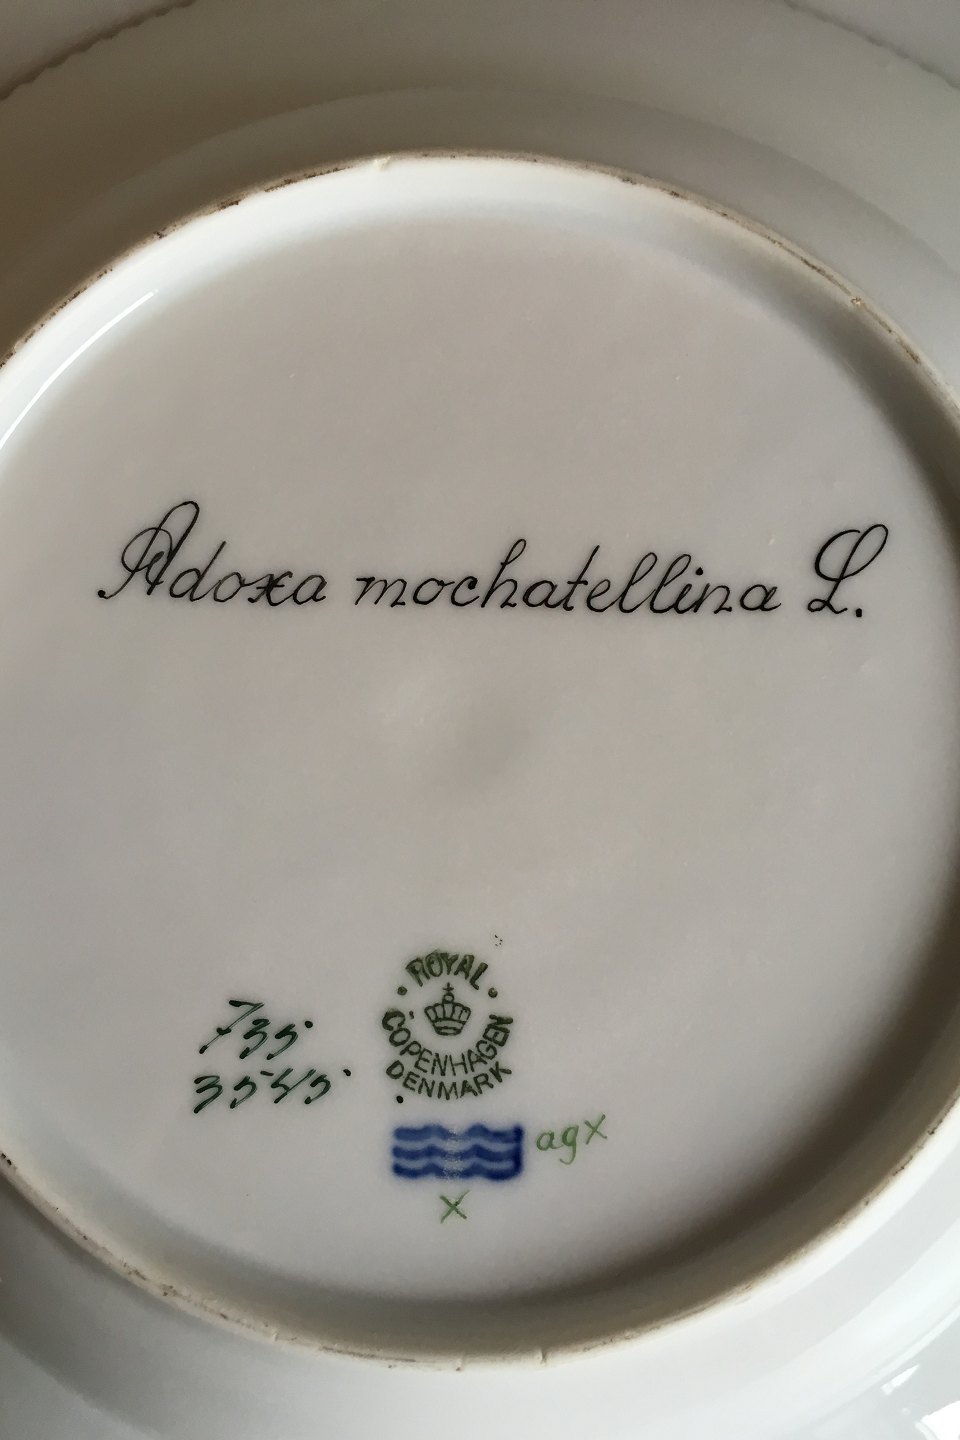 Adoxa mochatellina L.
735.
3545.
ROYAL
COPENHAGEN
DENMARK
agx
X